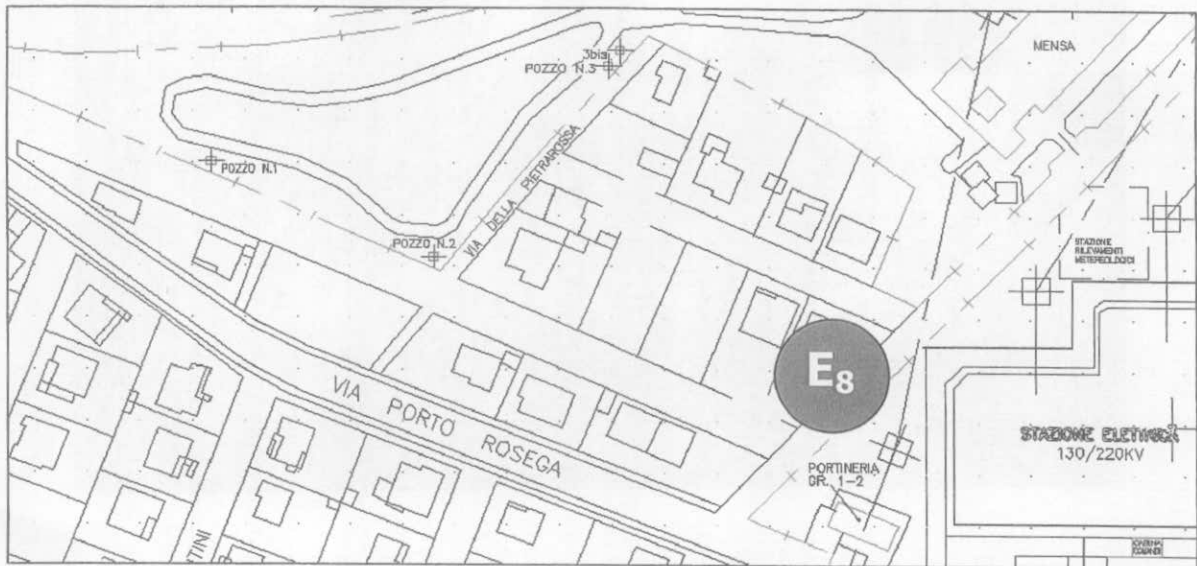 MENSA
3bis
POZZO N.3
POZZO N.1
VIA DELLA PIETRAROSSA
POZZO N.2
STAZIONE
RILEVAMENTI
METEREOLOGICI
E8
VIA PORTO ROSEGA
STAZIONE ELETTRICA
130/220KV
PORTINERIA
GR. 1-2
TINI